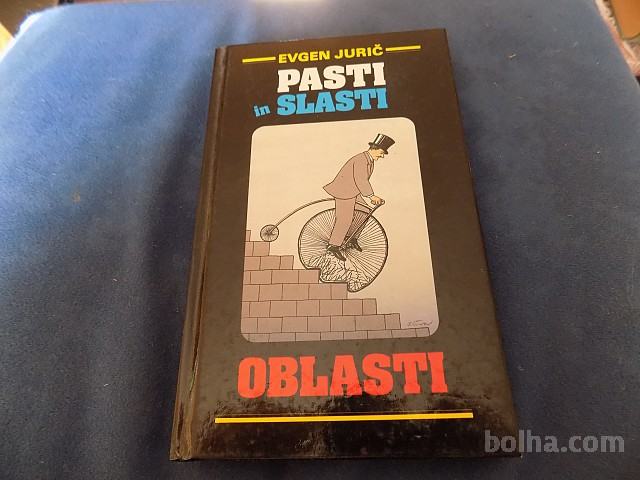 EVGEN JURIČ
PASTI
in SLASTI
OBLASTI
bolha.com